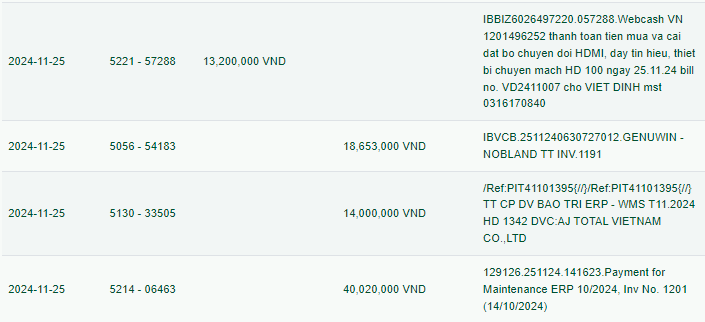 IBBIZ6026497220.057288.Webcash VN
1201496252 thanh toan tien mua va cai
2024-11-25 5221 - 57288 13,200,000 VND dat bo chuyen doi HDMI, day tin hieu, thiet
bi chuyen mach HD 100 ngay 25.11.24 bill
no. VD2411007 cho VIET DINH mst
0316170840
2024-11-25 5056 - 54183 18,653,000 VND IBVCB.2511240630727012.GENUWIN -
NOBLAND TT INV.1191
/Ref:PIT41101395{//}/Ref:PIT41101395{//}
2024-11-25 5130 - 33505 14,000,000 VND TT CP DV BAO TRI ERP - WMS T11.2024
HD 1342 DVC:AJ TOTAL VIETNAM
CO.,LTD
129126.251124.141623.Payment for
2024-11-25 5214 - 06463 40,020,000 VND Maintenance ERP 10/2024, Inv No. 1201
(14/10/2024)